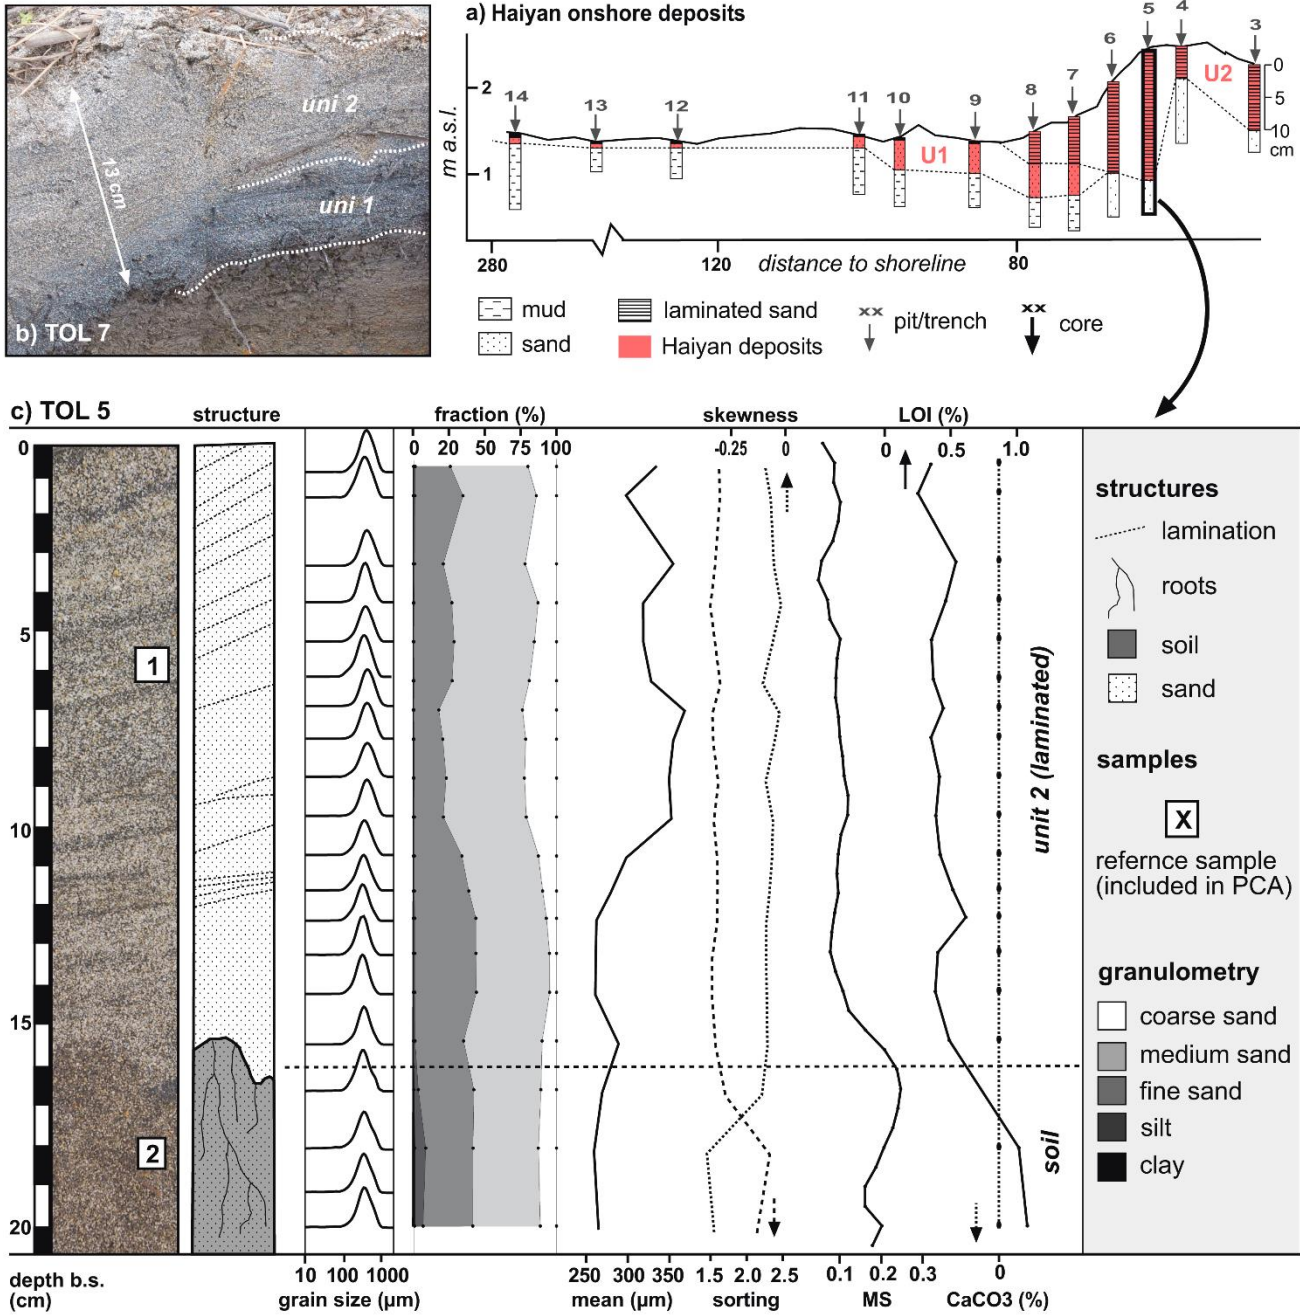 uni 2
13 cm
uni 1
b) TOL 7
a) Haiyan onshore deposits
m a.s.l.
2
1
14
13
12
11
10
9
8
7
6
5
4
3
U1
U2
0
5
10
cm
280
120
distance to shoreline
80
mud
sand
laminated sand
Haiyan deposits
xx
pit/trench
xx
core
c) TOL 5
structure
fraction (%)
skewness
LOI (%)
0 20 50 75 100
-0.25 0
0 0.5 1.0
0
5
10
15
20
1
2
unit 2 (laminated)
soil
structures
lamination
roots
soil
sand
samples
X
refernce sample
(included in PCA)
granulometry
coarse sand
medium sand
fine sand
silt
clay
depth b.s.
(cm)
10 100 1000
grain size (µm)
250 300 350
mean (µm)
1.5 2.0 2.5
sorting
0.1 0.2 0.3
MS
0
CaCO3 (%)